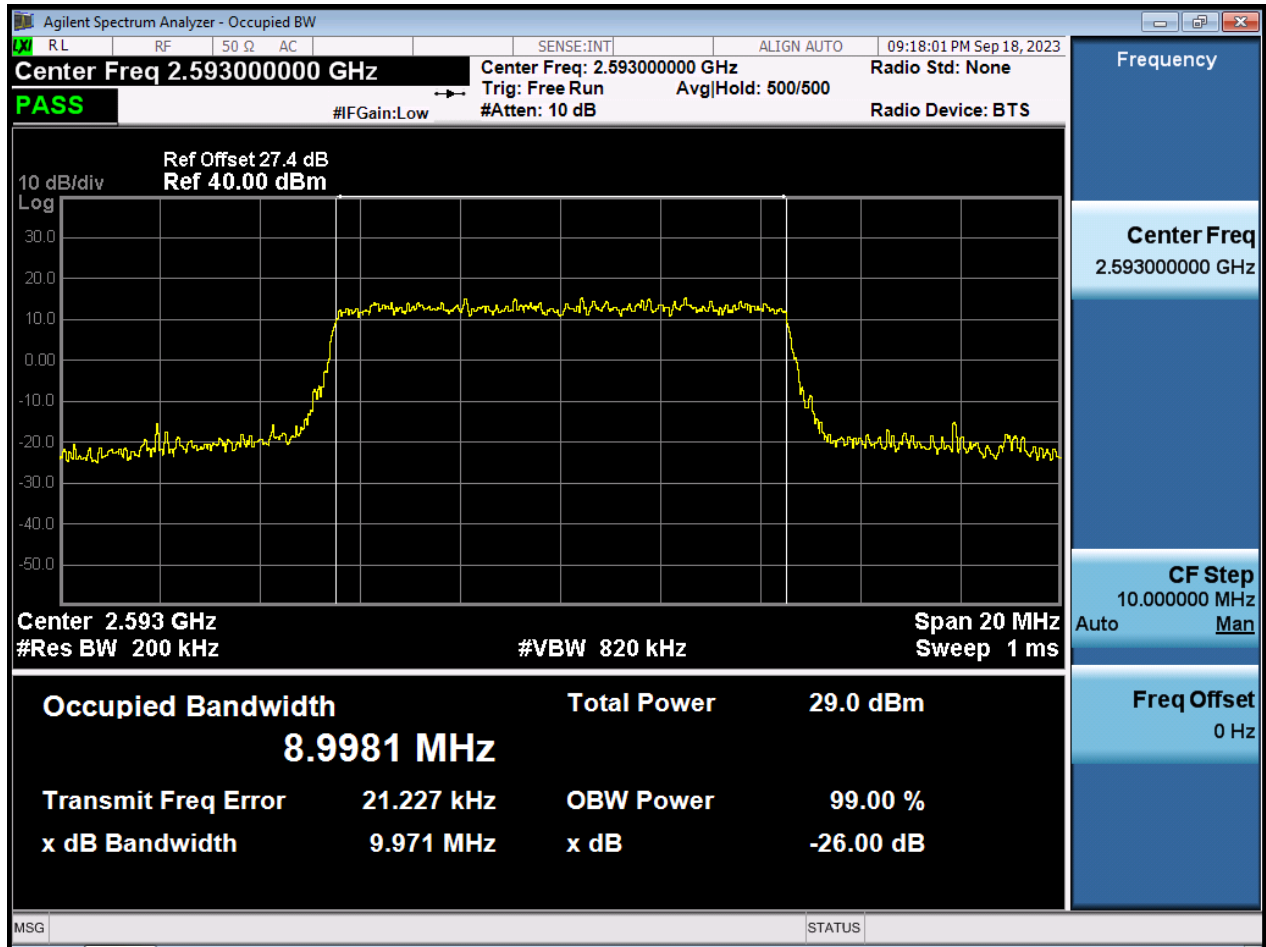 Agilent Spectrum Analyzer - Occupied BW
LXI RL RF 50 Ω AC SENSE:INT ALIGN AUTO 09:18:01 PM Sep 18, 2023
Center Freq 2.593000000 GHz
PASS
#IFGain:Low
Center Freq: 2.593000000 GHz
Trig: Free Run Avg|Hold: 500/500
#Atten: 10 dB
Radio Std: None
Radio Device: BTS
Ref Offset 27.4 dB
10 dB/div Ref 40.00 dBm
Log
30.0
20.0
10.0
0.00
-10.0
-20.0
-30.0
-40.0
-50.0
Center 2.593 GHz Span 20 MHz
#Res BW 200 kHz #VBW 820 kHz Sweep 1 ms
Occupied Bandwidth Total Power 29.0 dBm
8.9981 MHz
Transmit Freq Error 21.227 kHz OBW Power 99.00 %
x dB Bandwidth 9.971 MHz x dB -26.00 dB
MSG STATUS
Frequency
Center Freq
2.593000000 GHz
CF Step
10.000000 MHz
Auto Man
Freq Offset
0 Hz